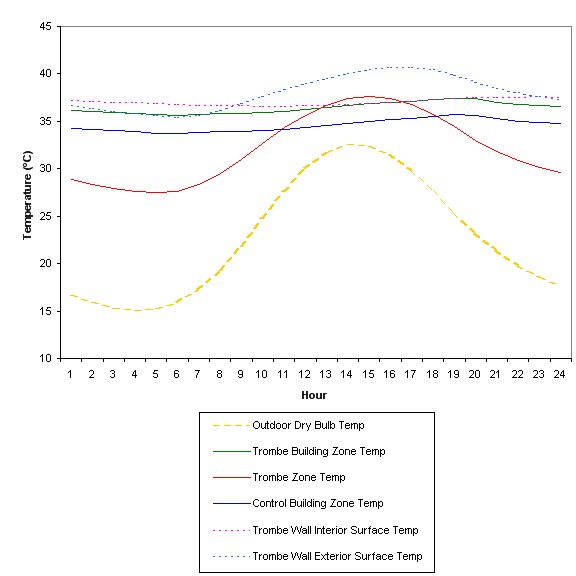 45
40
35
30
25
20
15
10
Temperature (ºC)
1 2 3 4 5 6 7 8 9 10 11 12 13 14 15 16 17 18 19 20 21 22 23 24
Hour
Outdoor Dry Bulb Temp
Trombe Building Zone Temp
Trombe Zone Temp
Control Building Zone Temp
Trombe Wall Interior Surface Temp
Trombe Wall Exterior Surface Temp